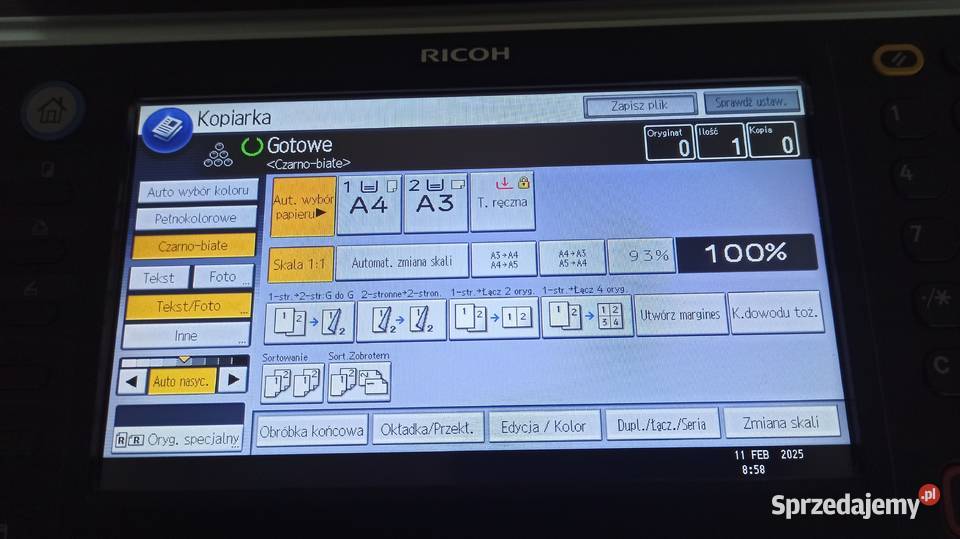 RICOH
Kopiarka
Zapisz plik
Sprawdź ustaw.
Gotowe
<Czarno-białe>
Oryginał 0
Ilość 1
Kopia 0
Auto wybór koloru
Pełnokolorowe
Czarno-białe
Tekst
Foto ...
Tekst/Foto ...
Inne ...
Auto nasyc.
Oryg. specjalny...
Aut. wybór
papieru►
1 A4
2 A3
T. ręczna
Skala 1:1
Automat. zmiana skali
A3→A4
A4→A5
A4→A3
A5→A4
93%
100%
1-str.→2-str:G do G
2-stronne→2-stron.
1-str.→Łącz 2 oryg.
1-str.→Łącz 4 oryg.
Utwórz margines
K.dowodu toż.
Sortowanie
Sort.Zobrotem
Obróbka końcowa
Okładka/Przekł.
Edycja / Kolor
Dupl./Łącz./Seria
Zmiana skali
11 FEB 2025
8:58
1
4
7
./*
C
Sprzedajemy.pl